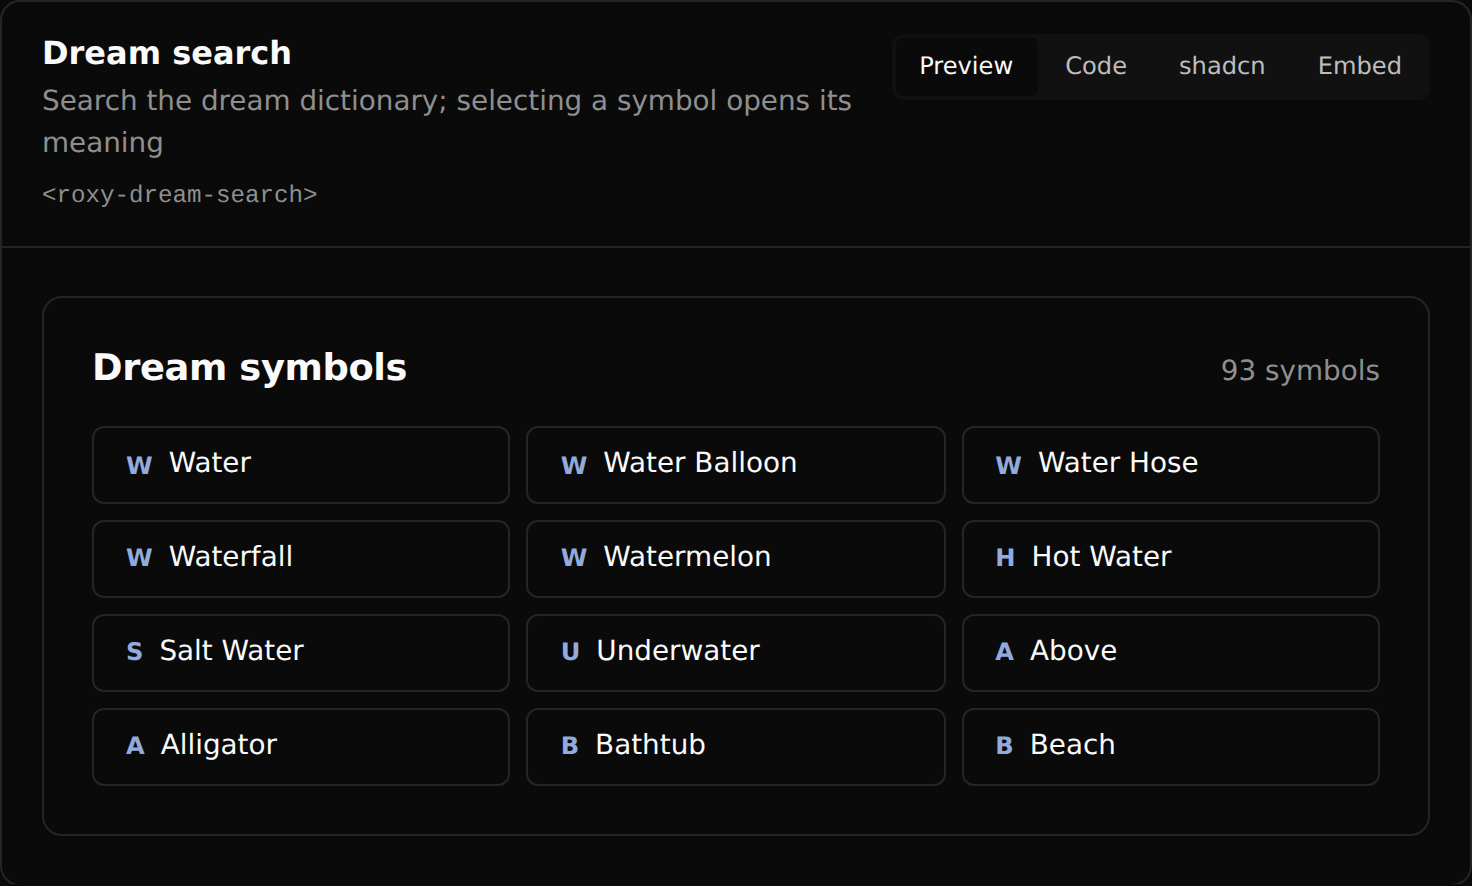 Dream search
Preview Code shadcn Embed
Search the dream dictionary; selecting a symbol opens its
meaning
<roxy-dream-search>
Dream symbols
93 symbols
W Water
W Water Balloon
W Water Hose
W Waterfall
W Watermelon
H Hot Water
S Salt Water
U Underwater
A Above
A Alligator
B Bathtub
B Beach